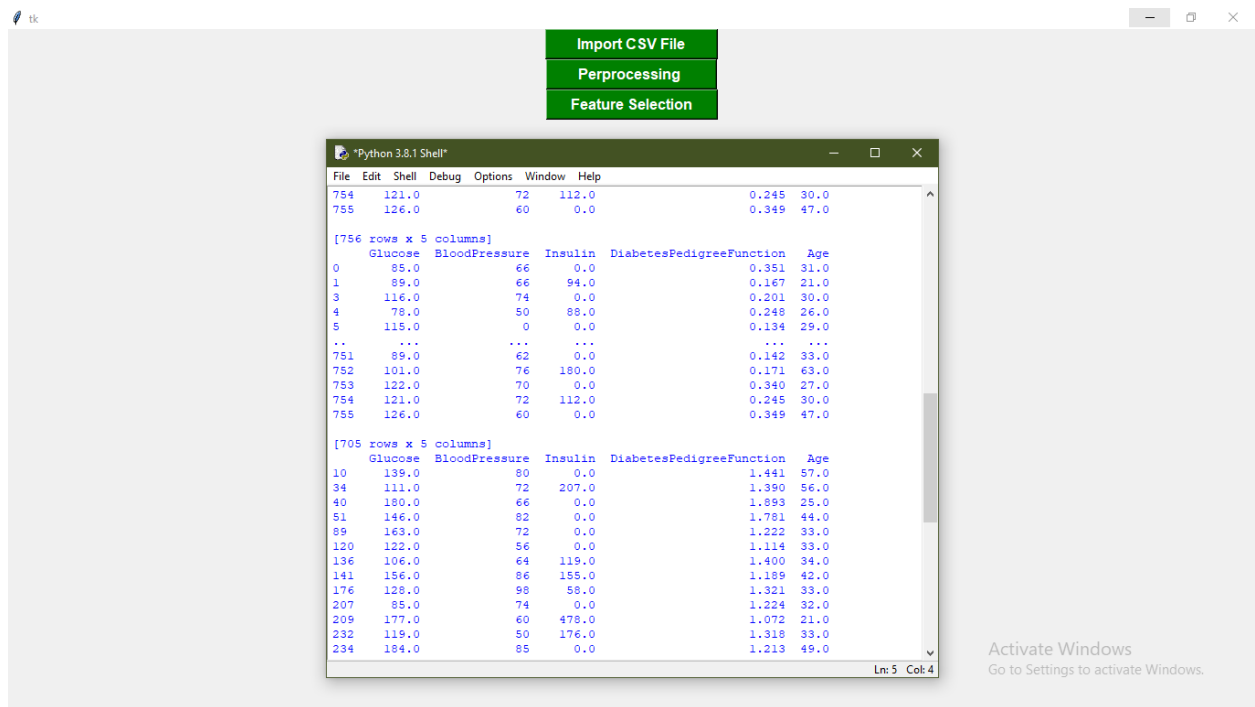 tk
Import CSV File
Perprocessing
Feature Selection
*Python 3.8.1 Shell*
File Edit Shell Debug Options Window Help
754 121.0 72 112.0 0.245 30.0
755 126.0 60 0.0 0.349 47.0
[756 rows x 5 columns]
Glucose BloodPressure Insulin DiabetesPedigreeFunction Age
0 85.0 66 0.0 0.351 31.0
1 89.0 66 94.0 0.167 21.0
3 116.0 74 0.0 0.201 30.0
4 78.0 50 88.0 0.248 26.0
5 115.0 0 0.0 0.134 29.0
.. ... ... ... ... ...
751 89.0 62 0.0 0.142 33.0
752 101.0 76 180.0 0.171 63.0
753 122.0 70 0.0 0.340 27.0
754 121.0 72 112.0 0.245 30.0
755 126.0 60 0.0 0.349 47.0
[705 rows x 5 columns]
Glucose BloodPressure Insulin DiabetesPedigreeFunction Age
10 139.0 80 0.0 1.441 57.0
34 111.0 72 207.0 1.390 56.0
40 180.0 66 0.0 1.893 25.0
51 146.0 82 0.0 1.781 44.0
89 163.0 72 0.0 1.222 33.0
120 122.0 56 0.0 1.114 33.0
136 106.0 64 119.0 1.400 34.0
141 156.0 86 155.0 1.189 42.0
176 128.0 98 58.0 1.321 33.0
207 85.0 74 0.0 1.224 32.0
209 177.0 60 478.0 1.072 21.0
232 119.0 50 176.0 1.318 33.0
234 184.0 85 0.0 1.213 49.0
Ln: 5 Col: 4
Activate Windows
Go to Settings to activate Windows.